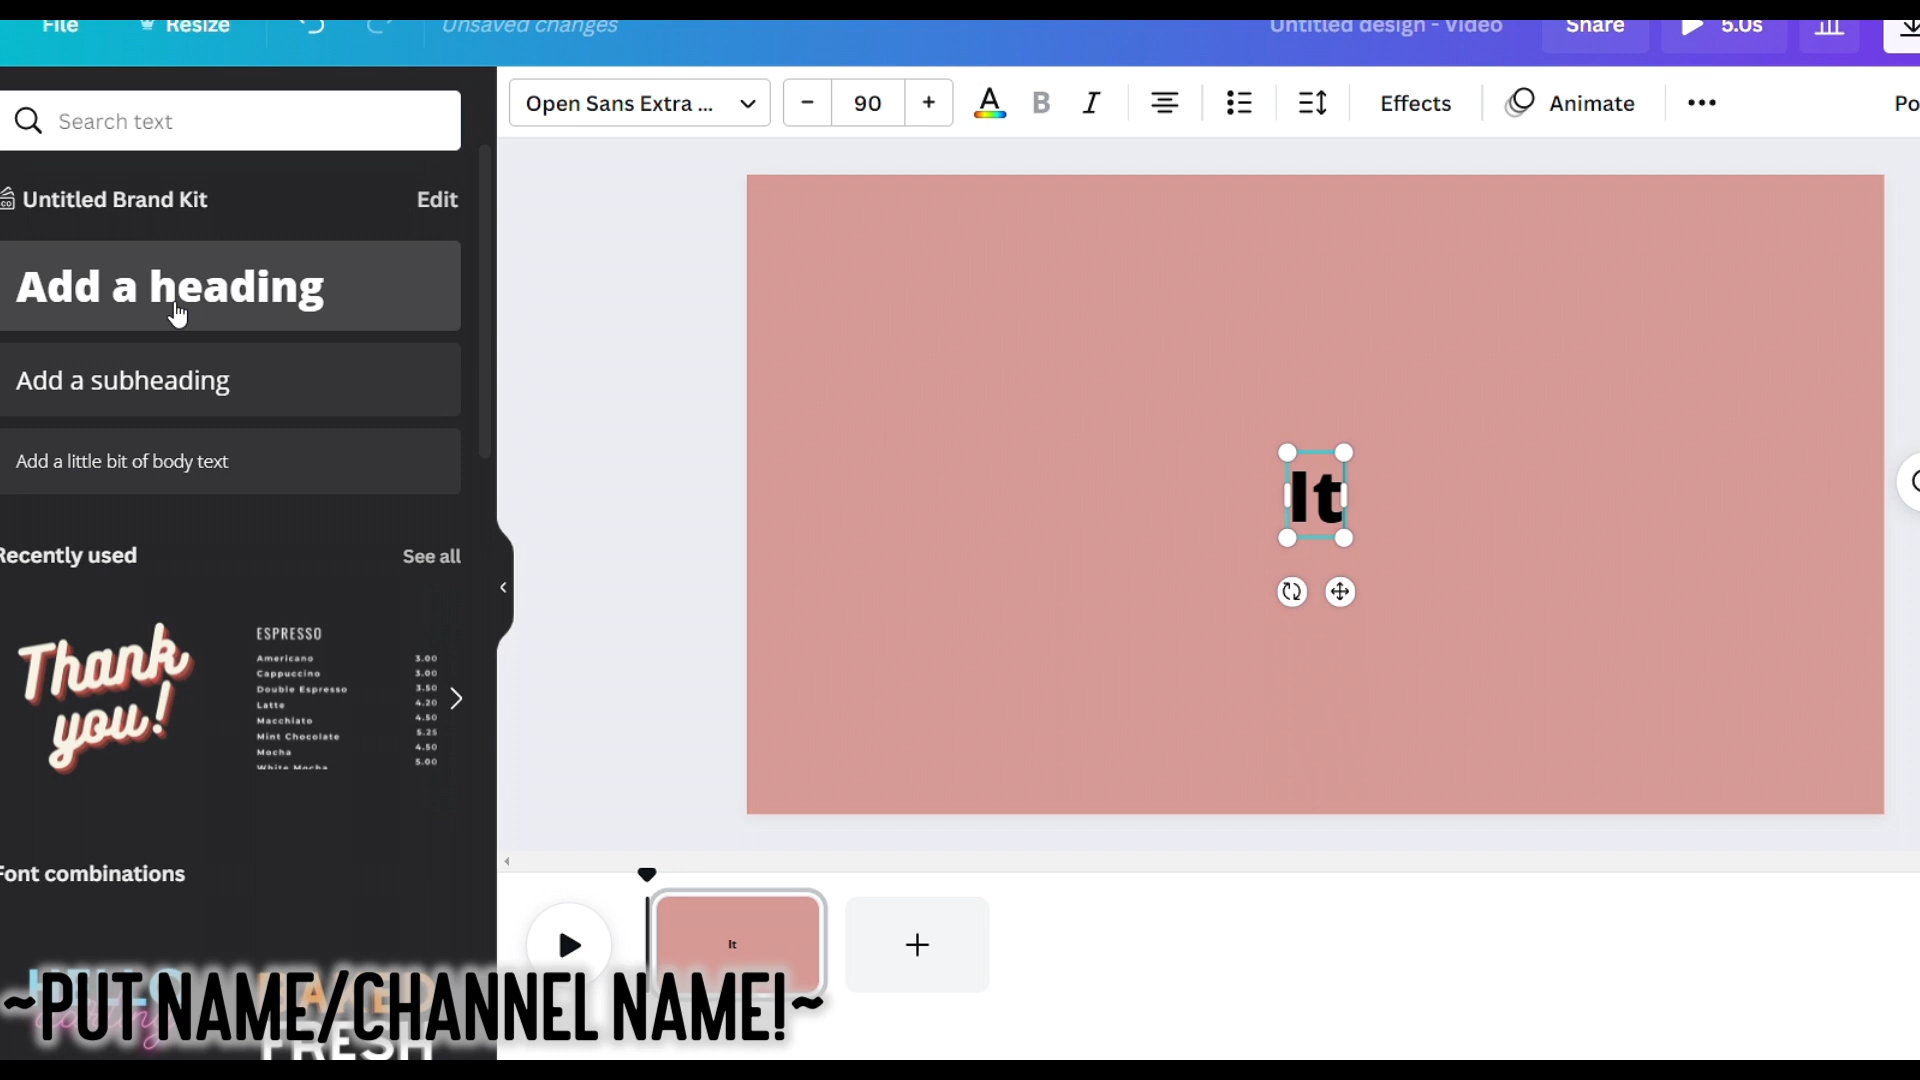 File
Resize
Unsaved changes
Untitled design - Video
Share
5.0s
Search text
Open Sans Extra ...
90
A
B
I
Effects
Animate
Po
Untitled Brand Kit
Edit
Add a heading
Add a subheading
Add a little bit of body text
It
Recently used
See all
Thank
you!
ESPRESSO
Americano 3.00
Cappuccino 3.00
Double Espresso 3.50
Latte 4.20
Macchiato 4.50
Mint Chocolate 5.25
Mocha 4.50
White Mocha 5.00
Font combinations
It
~PUT NAME/CHANNEL NAME!~
FRESH